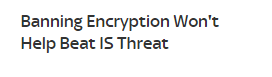 Banning Encryption Won't
Help Beat IS Threat